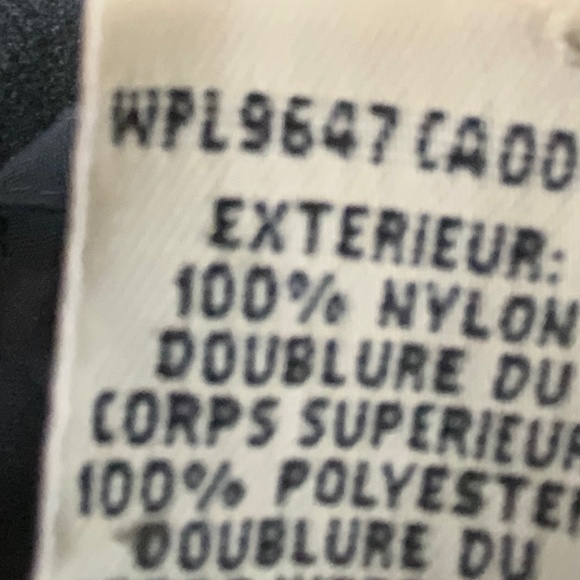 WPL9647 CA00
EXTERIEUR:
100% NYLON
DOUBLURE DU
CORPS SUPERIEUR
100% POLYESTER
DOUBLURE DU